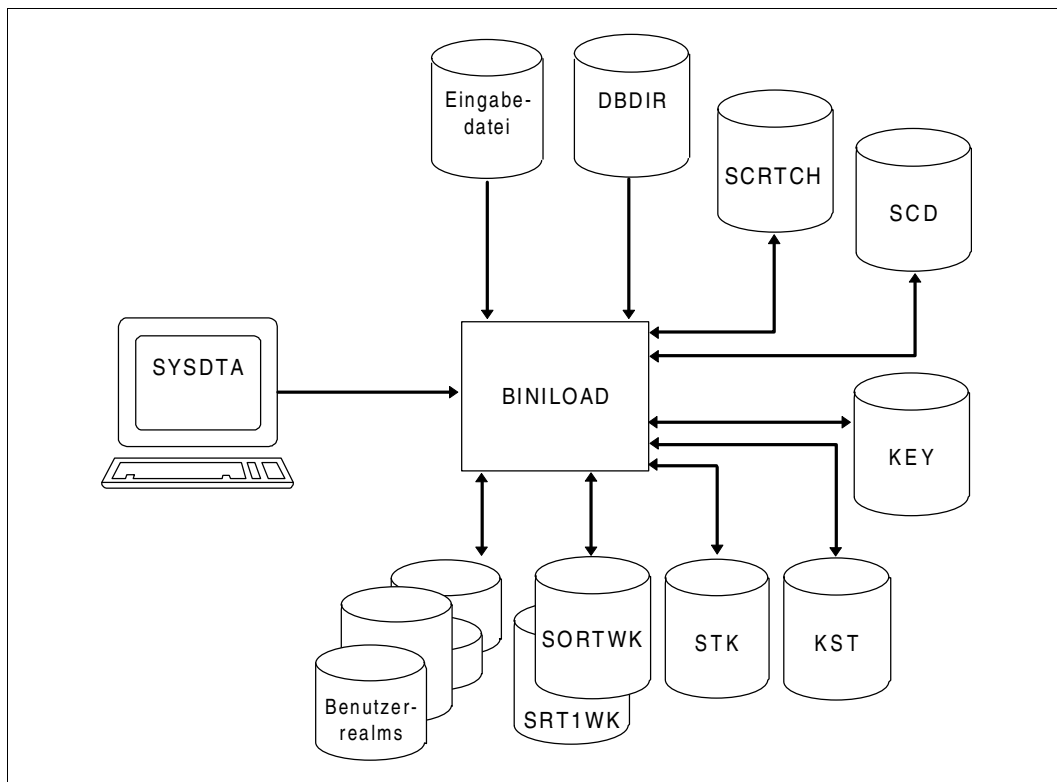 Eingabe-
datei
DBDIR
SCRTCH
SCD
SYSDTA
BINILOAD
KEY
SORTWK
STK
KST
SRT1WK
Benutzer-
realms